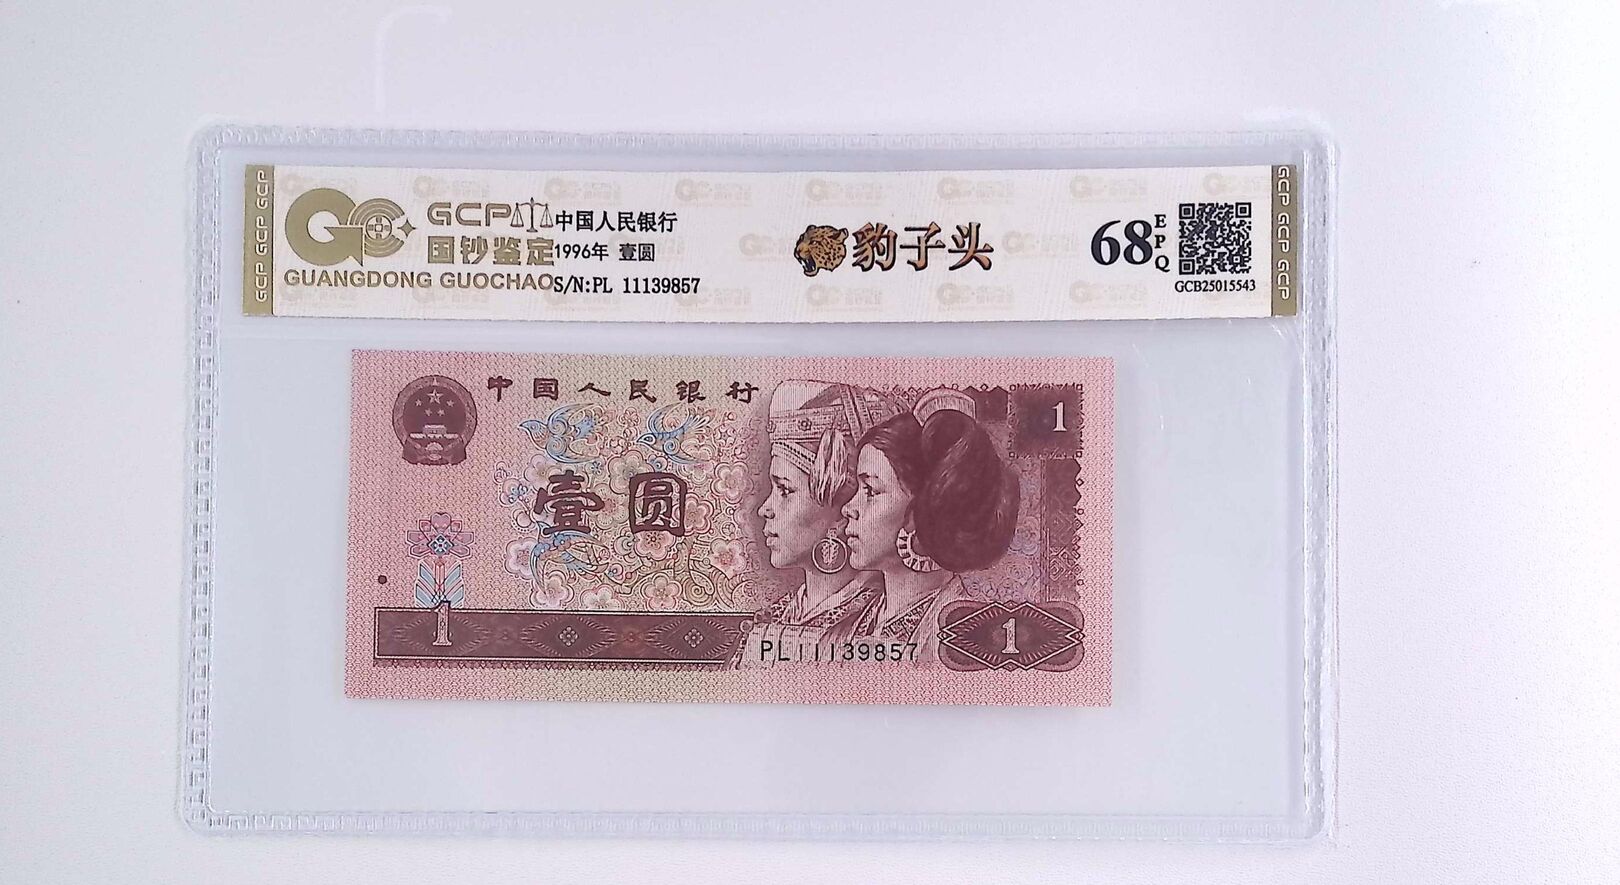 GCP GCP GCP
GCP
国钞鉴定
GUANGDONG GUOCHAO
中国人民银行
1996年 壹圆
S/N:PL 11139857
豹子头
68
EPQ
GCB25015543
GCP GCP GCP
中国人民银行
1
壹圆
1
PL11139857
1